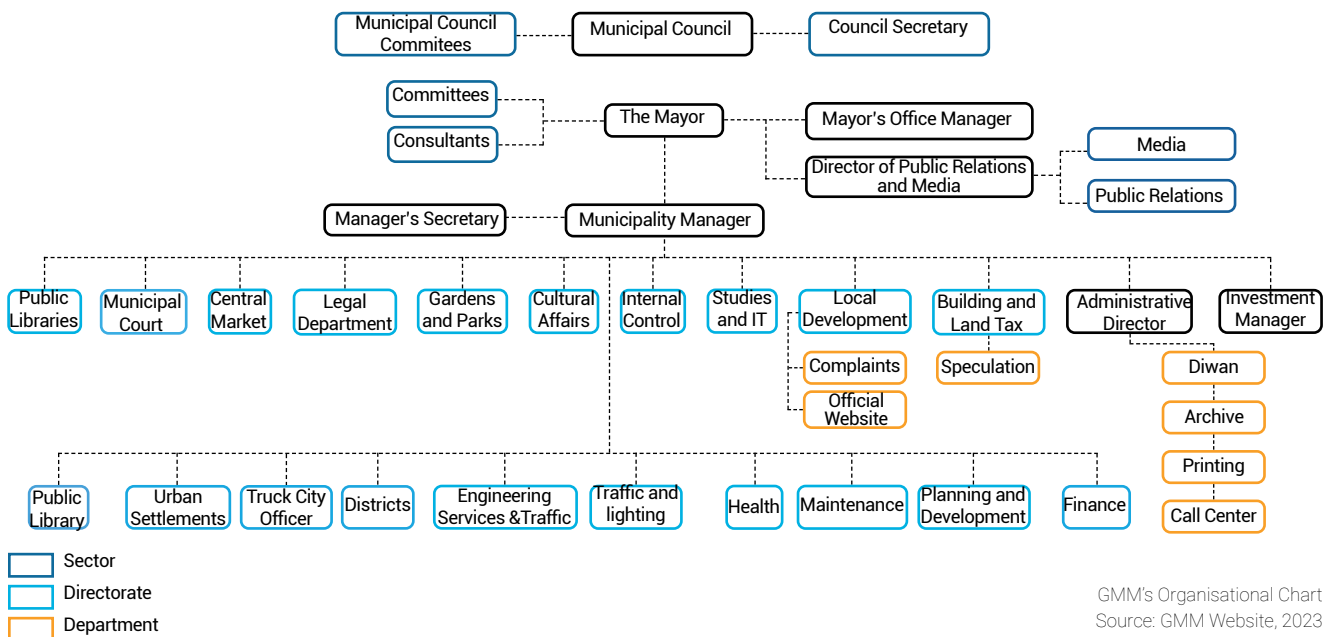 Municipal Council
Commitees
Municipal Council
Council Secretary
Committees
Consultants
The Mayor
Mayor's Office Manager
Director of Public Relations
and Media
Media
Public Relations
Manager's Secretary
Municipality Manager
Public
Libraries
Municipal
Court
Central
Market
Legal
Department
Gardens
and Parks
Cultural
Affairs
Internal
Control
Studies
and IT
Local
Development
Building and
Land Tax
Administrative
Director
Investment
Manager
Complaints
Official
Website
Speculation
Diwan
Archive
Printing
Call Center
Public
Library
Urban
Settlements
Truck City
Officer
Districts
Engineering
Services &Traffic
Traffic and
lighting
Health
Maintenance
Planning and
Development
Finance
Sector
Directorate
Department
GMM's Organisational Chart
Source: GMM Website, 2023